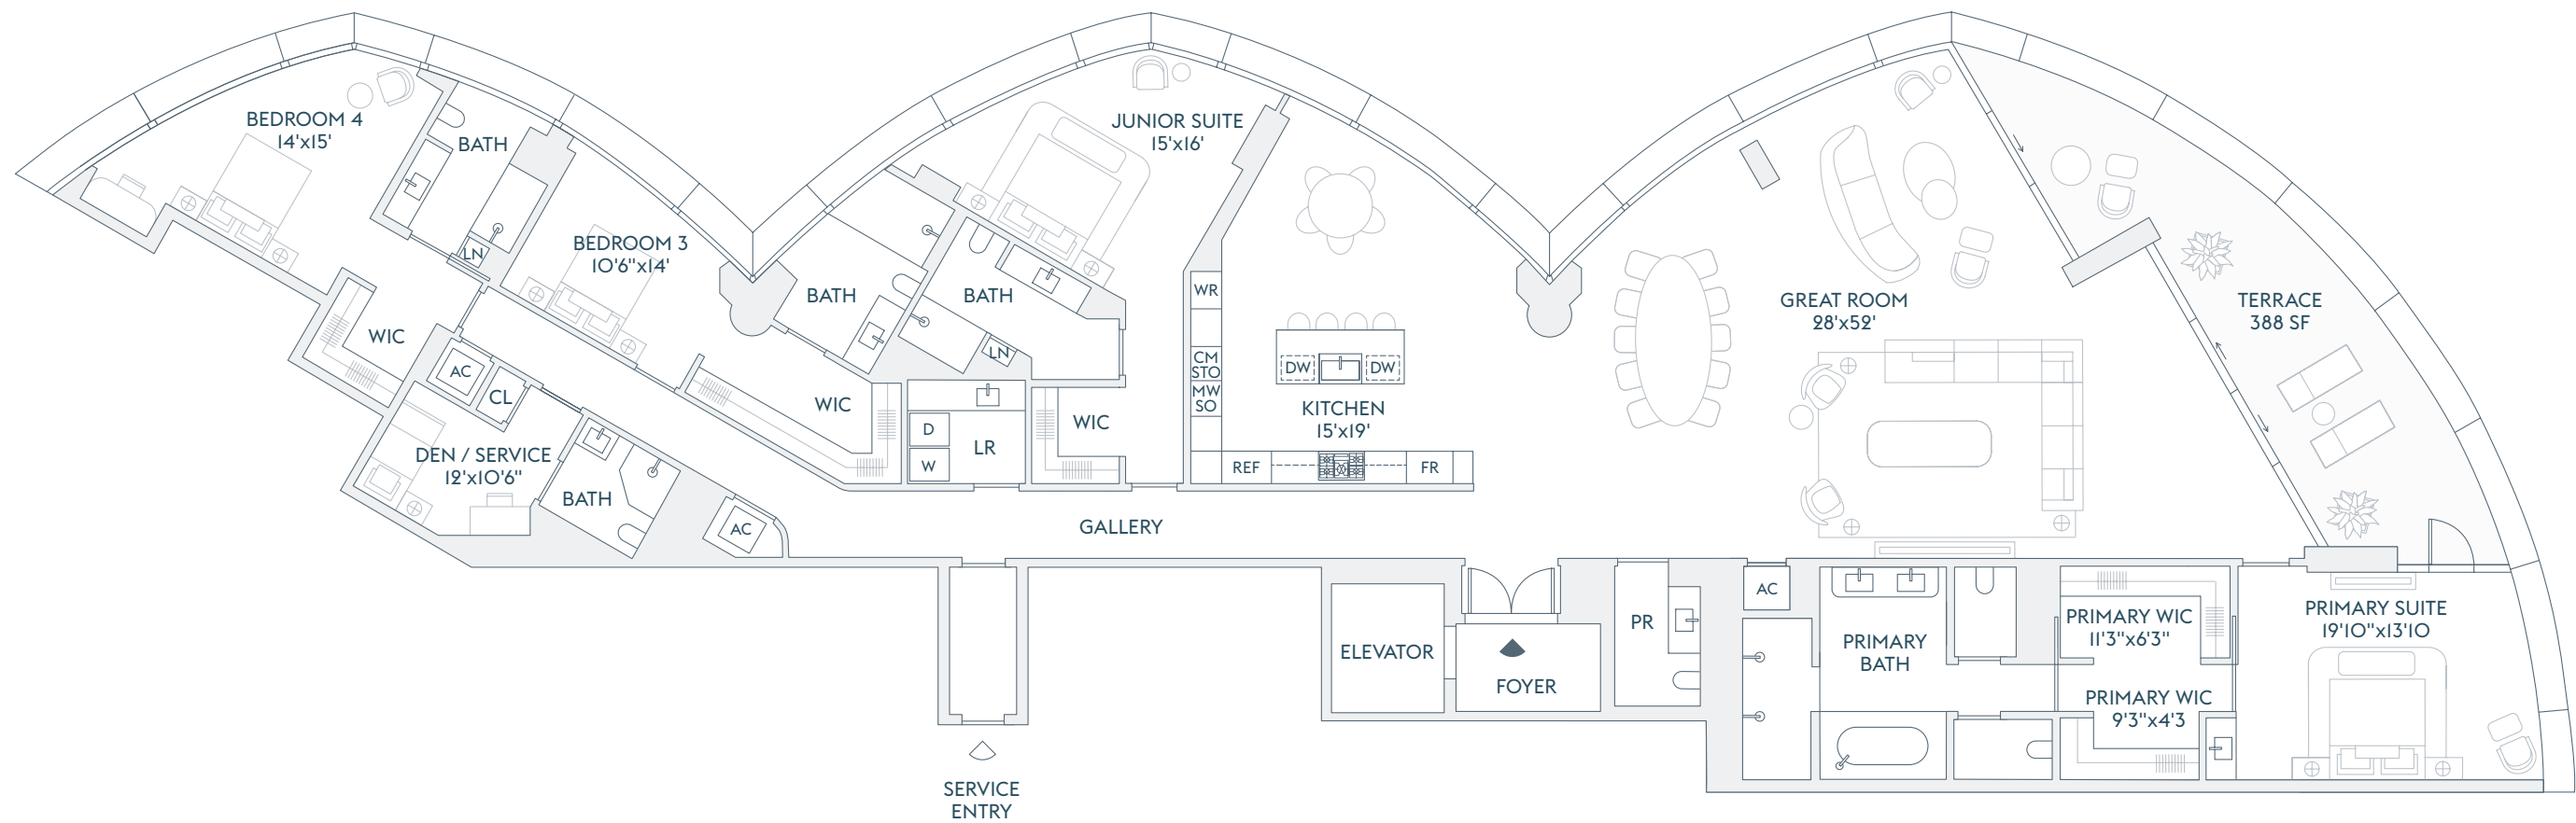 BEDROOM 4
14'x15'
BATH
LN
BEDROOM 3
10'6"x14'
WIC
AC
CL
DEN / SERVICE
12'x10'6"
BATH
AC
BATH
WIC
JUNIOR SUITE
15'x16'
BATH
LN
D
W
LR
WIC
WR
CM
STO
MW
SO
DW
DW
KITCHEN
15'x19'
REF
FR
GALLERY
GREAT ROOM
28'x52'
TERRACE
388 SF
SERVICE
ENTRY
ELEVATOR
FOYER
PR
AC
PRIMARY
BATH
PRIMARY WIC
11'3"x6'3"
PRIMARY WIC
9'3"x4'3
PRIMARY SUITE
19'10"x13'10